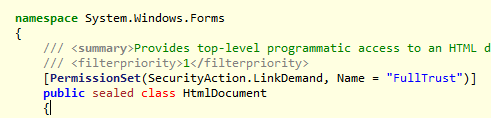 namespace System.Windows.Forms
{
/// <summary>Provides top-level programmatic access to an HTML d
/// <filterpriority>1</filterpriority>
[PermissionSet(SecurityAction.LinkDemand, Name = "FullTrust")]
public sealed class HtmlDocument
{